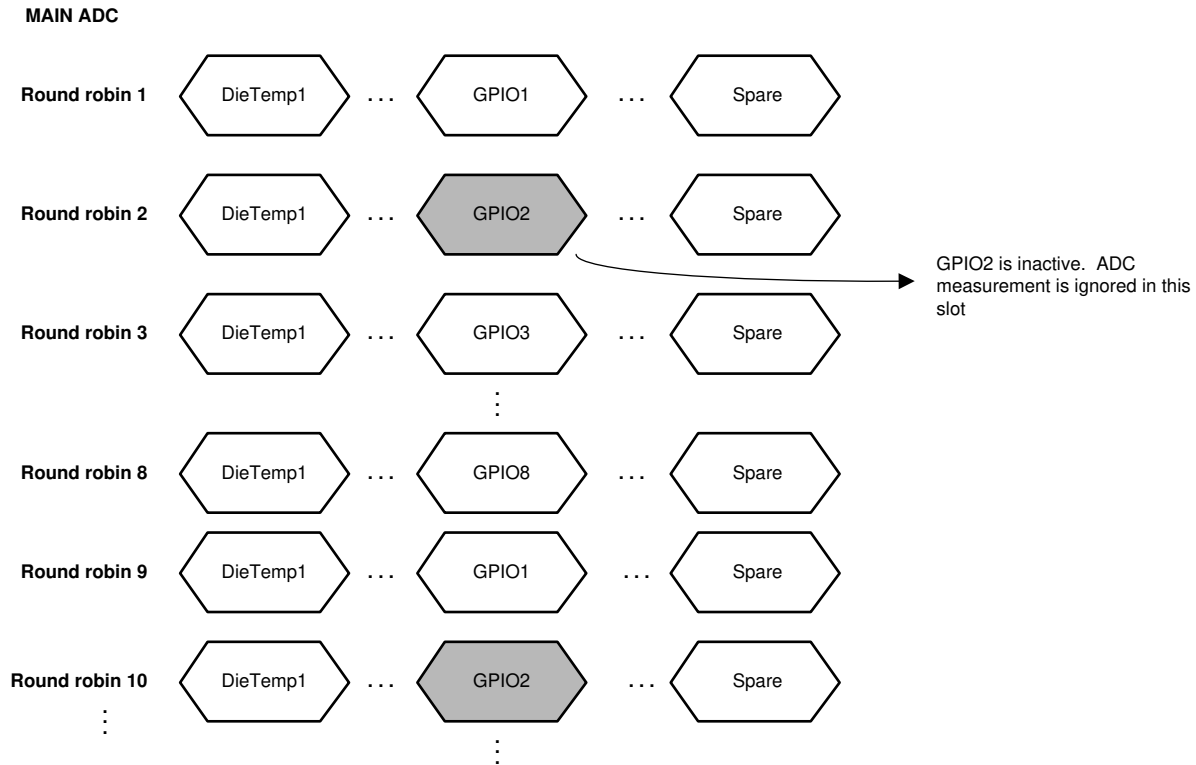 MAIN ADC
Round robin 1 DieTemp1 ... GPIO1 ... Spare
Round robin 2 DieTemp1 ... GPIO2 ... Spare
GPIO2 is inactive. ADC
measurement is ignored in this
slot
Round robin 3 DieTemp1 ... GPIO3 ... Spare
Round robin 8 DieTemp1 ... GPIO8 ... Spare
Round robin 9 DieTemp1 ... GPIO1 ... Spare
Round robin 10 DieTemp1 ... GPIO2 ... Spare